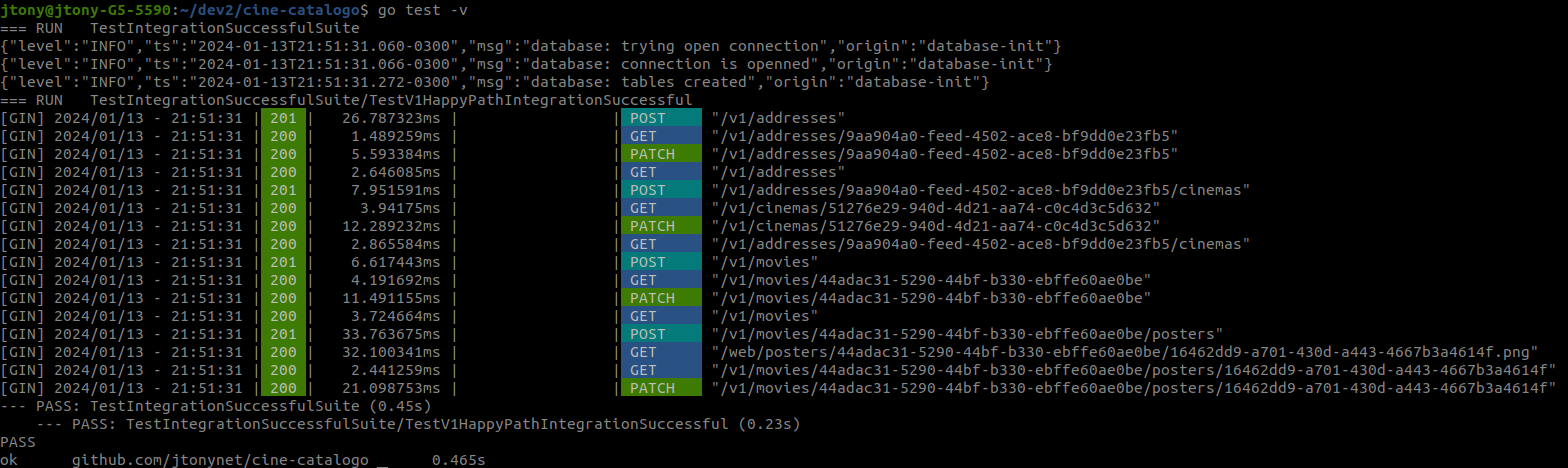 jtony@jtony-G5-5590:~/dev2/cine-catalogo$ go test -v
=== RUN   TestIntegrationSuccessfulSuite
{"level":"INFO","ts":"2024-01-13T21:51:31.060-0300","msg":"database: trying open connection","origin":"database-init"}
{"level":"INFO","ts":"2024-01-13T21:51:31.066-0300","msg":"database: connection is openned","origin":"database-init"}
{"level":"INFO","ts":"2024-01-13T21:51:31.272-0300","msg":"database: tables created","origin":"database-init"}
=== RUN   TestIntegrationSuccessfulSuite/TestV1HappyPathIntegrationSuccessful
[GIN] 2024/01/13 - 21:51:31 | 201 |   26.787323ms |                 | POST     "/v1/addresses"
[GIN] 2024/01/13 - 21:51:31 | 200 |    1.489259ms |                 | GET      "/v1/addresses/9aa904a0-feed-4502-ace8-bf9dd0e23fb5"
[GIN] 2024/01/13 - 21:51:31 | 200 |    5.593384ms |                 | PATCH    "/v1/addresses/9aa904a0-feed-4502-ace8-bf9dd0e23fb5"
[GIN] 2024/01/13 - 21:51:31 | 200 |    2.646085ms |                 | GET      "/v1/addresses"
[GIN] 2024/01/13 - 21:51:31 | 201 |    7.951591ms |                 | POST     "/v1/addresses/9aa904a0-feed-4502-ace8-bf9dd0e23fb5/cinemas"
[GIN] 2024/01/13 - 21:51:31 | 200 |     3.94175ms |                 | GET      "/v1/cinemas/51276e29-940d-4d21-aa74-c0c4d3c5d632"
[GIN] 2024/01/13 - 21:51:31 | 200 |   12.289232ms |                 | PATCH    "/v1/cinemas/51276e29-940d-4d21-aa74-c0c4d3c5d632"
[GIN] 2024/01/13 - 21:51:31 | 200 |    2.865584ms |                 | GET      "/v1/addresses/9aa904a0-feed-4502-ace8-bf9dd0e23fb5/cinemas"
[GIN] 2024/01/13 - 21:51:31 | 201 |    6.617443ms |                 | POST     "/v1/movies"
[GIN] 2024/01/13 - 21:51:31 | 200 |    4.191692ms |                 | GET      "/v1/movies/44adac31-5290-44bf-b330-ebffe60ae0be"
[GIN] 2024/01/13 - 21:51:31 | 200 |   11.491155ms |                 | PATCH    "/v1/movies/44adac31-5290-44bf-b330-ebffe60ae0be"
[GIN] 2024/01/13 - 21:51:31 | 200 |    3.724664ms |                 | GET      "/v1/movies"
[GIN] 2024/01/13 - 21:51:31 | 201 |   33.763675ms |                 | POST     "/v1/movies/44adac31-5290-44bf-b330-ebffe60ae0be/posters"
[GIN] 2024/01/13 - 21:51:31 | 200 |   32.100341ms |                 | GET      "/web/posters/44adac31-5290-44bf-b330-ebffe60ae0be/16462dd9-a701-430d-a443-4667b3a4614f.png"
[GIN] 2024/01/13 - 21:51:31 | 200 |    2.441259ms |                 | GET      "/v1/movies/44adac31-5290-44bf-b330-ebffe60ae0be/posters/16462dd9-a701-430d-a443-4667b3a4614f"
[GIN] 2024/01/13 - 21:51:31 | 200 |   21.098753ms |                 | PATCH    "/v1/movies/44adac31-5290-44bf-b330-ebffe60ae0be/posters/16462dd9-a701-430d-a443-4667b3a4614f"
--- PASS: TestIntegrationSuccessfulSuite (0.45s)
    --- PASS: TestIntegrationSuccessfulSuite/TestV1HappyPathIntegrationSuccessful (0.23s)
PASS
ok      github.com/jtonynet/cine-catalogo _     0.465s